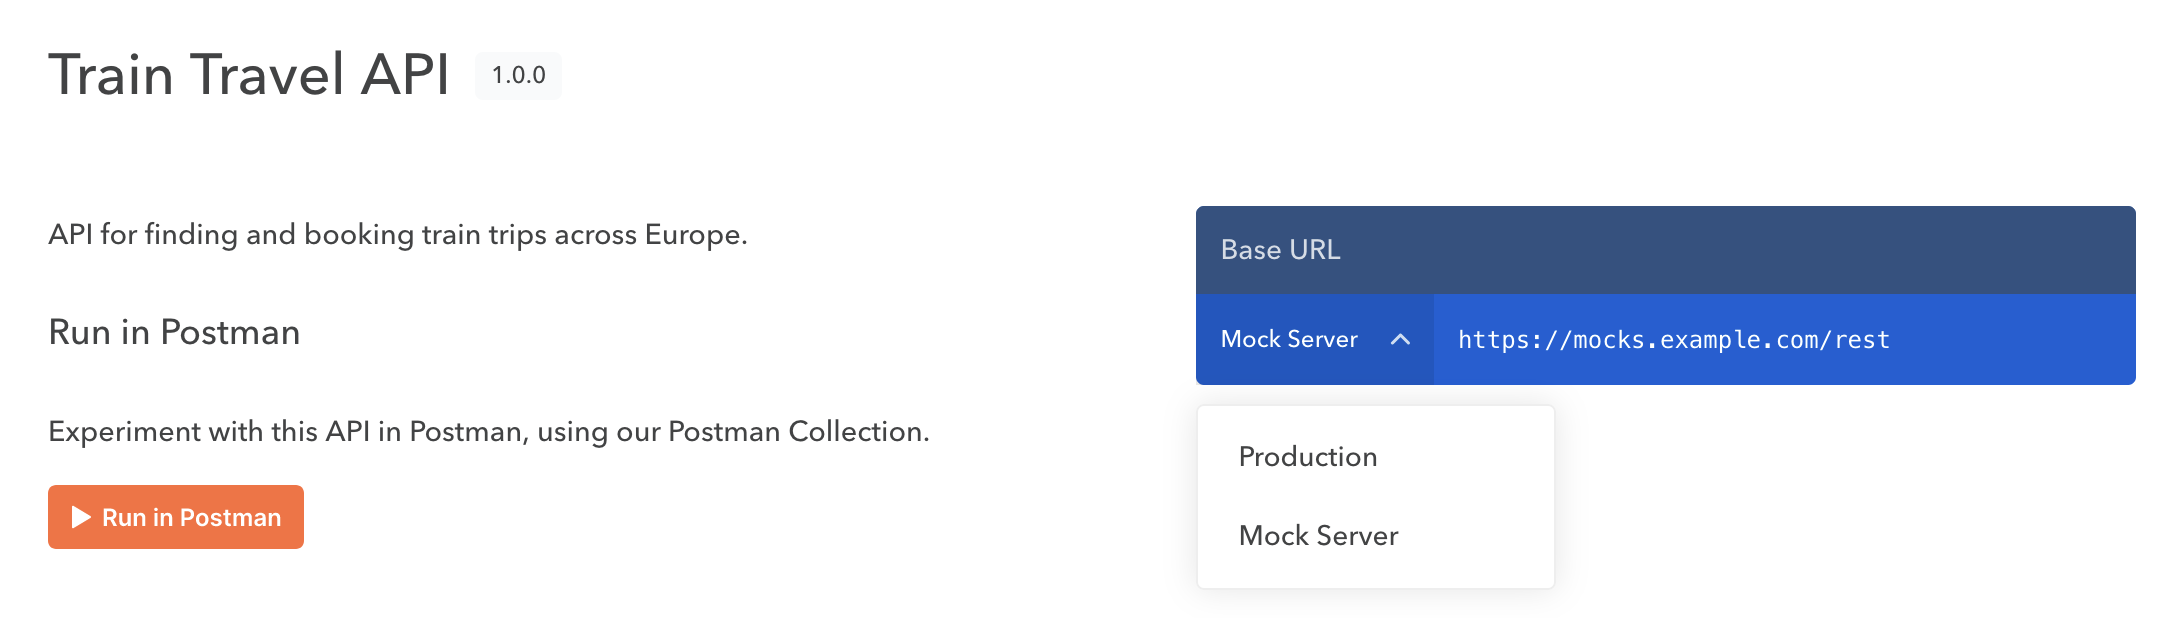 Train Travel API 1.0.0
API for finding and booking train trips across Europe.
Run in Postman
Experiment with this API in Postman, using our Postman Collection.
Run in Postman
Base URL
Mock Server https://mocks.example.com/rest
Production
Mock Server